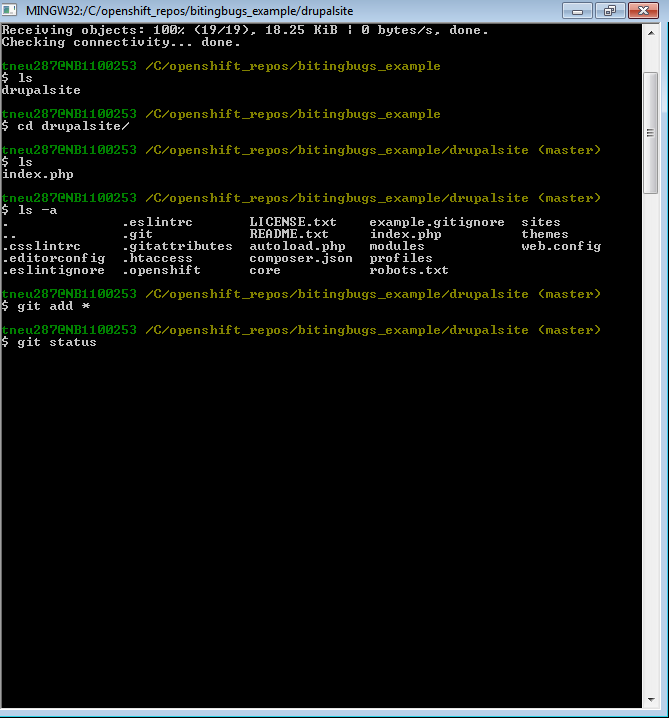 MINGW32:/C/openshift_repos/bitingbugs_example/drupalsite
Receiving objects: 100% (19/19), 18.25 KiB | 0 bytes/s, done.
Checking connectivity... done.
tneu287@NB1100253 /C/openshift_repos/bitingbugs_example
$ ls
drupalsite
tneu287@NB1100253 /C/openshift_repos/bitingbugs_example
$ cd drupalsite/
tneu287@NB1100253 /C/openshift_repos/bitingbugs_example/drupalsite (master)
$ ls
index.php
tneu287@NB1100253 /C/openshift_repos/bitingbugs_example/drupalsite (master)
$ ls -a
. .eslintrc LICENSE.txt example.gitignore sites
.. .git README.txt index.php themes
.csslintrc .gitattributes autoload.php modules web.config
.editorconfig .htaccess composer.json profiles
.eslintignore .openshift core robots.txt
tneu287@NB1100253 /C/openshift_repos/bitingbugs_example/drupalsite (master)
$ git add *
tneu287@NB1100253 /C/openshift_repos/bitingbugs_example/drupalsite (master)
$ git status